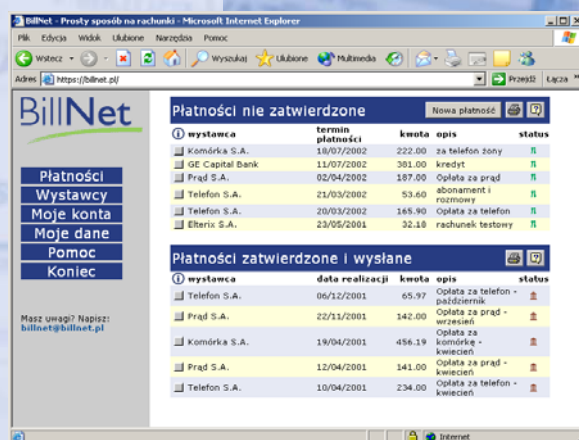 BillNet - Prosty sposób na rachunki - Microsoft Internet Explorer
Plik Edycja Widok Ulubione Narzędzia Pomoc
Wstecz Wyszukaj Ulubione Multimedia
Adres https://billnet.pl/ Przejdź Łącza »
BillNet
Płatności
Wystawcy
Moje konta
Moje dane
Pomoc
Koniec
Masz uwagi? Napisz:
billnet@billnet.pl
Płatności nie zatwierdzone Nowa płatność
wystawca termin płatności kwota opis status
Komórka S.A. 18/07/2002 222.00 za telefon żony
GE Capital Bank 11/07/2002 381.00 kredyt
Prąd S.A. 02/04/2002 187.00 Opłata za prąd
Telefon S.A. 21/03/2002 53.60 abonament i rozmowy
Telefon S.A. 20/03/2002 165.90 Opłata za telefon
Elterix S.A. 23/05/2001 32.18 rachunek testowy
Płatności zatwierdzone i wysłane
wystawca data realizacji kwota opis status
Telefon S.A. 06/12/2001 65.97 Opłata za telefon - październik
Prąd S.A. 22/11/2001 142.00 Opłata za prąd - wrzesień
Komórka S.A. 19/04/2001 456.19 Opłata za komórkę - kwiecień
Prąd S.A. 12/04/2001 141.00 Opłata za prąd - kwiecień
Telefon S.A. 10/04/2001 234.00 Opłata za telefon - kwiecień
Internet